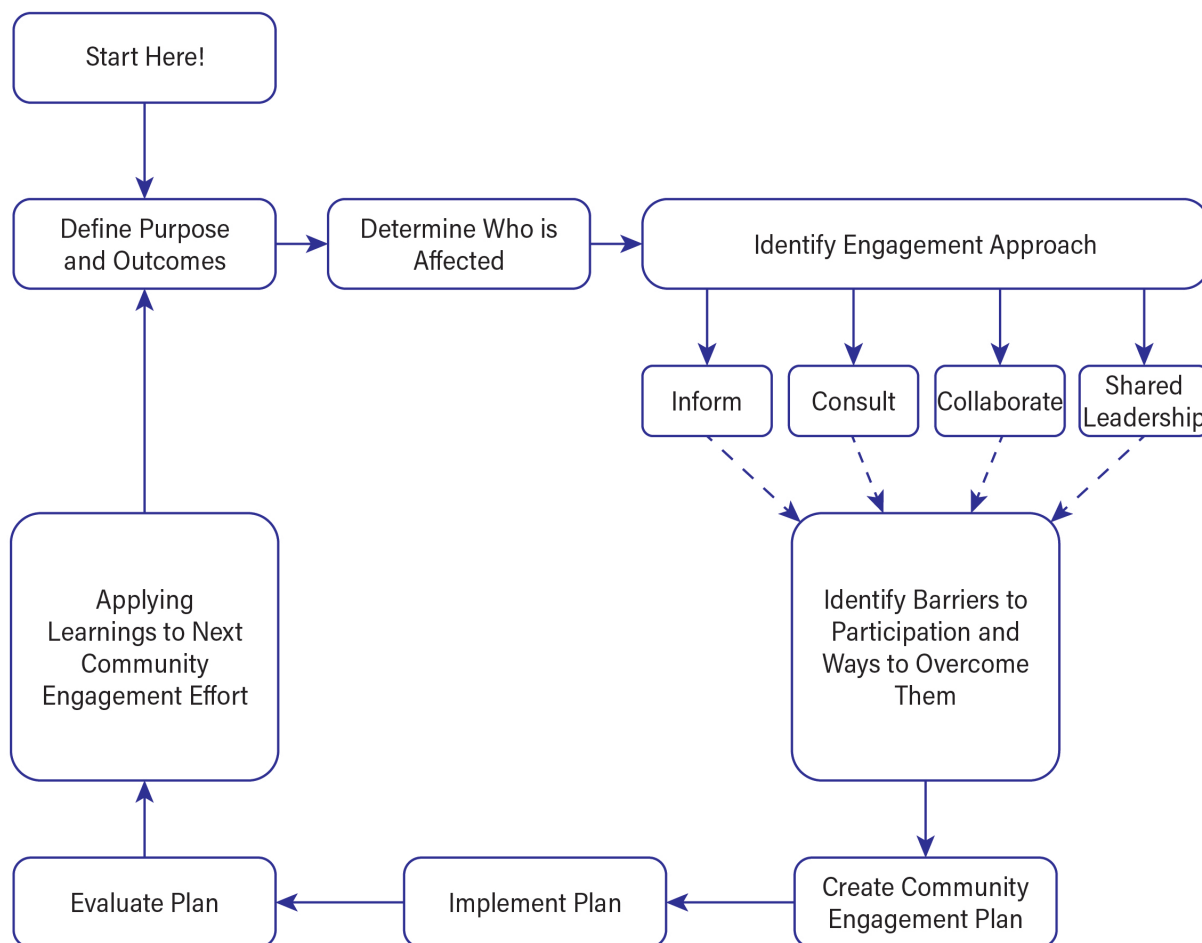 Start Here!
Define Purpose
and Outcomes
Determine Who is
Affected
Identify Engagement Approach
Inform
Consult
Collaborate
Shared
Leadership
Applying
Learnings to Next
Community
Engagement Effort
Identify Barriers to
Participation and
Ways to Overcome
Them
Evaluate Plan
Implement Plan
Create Community
Engagement Plan